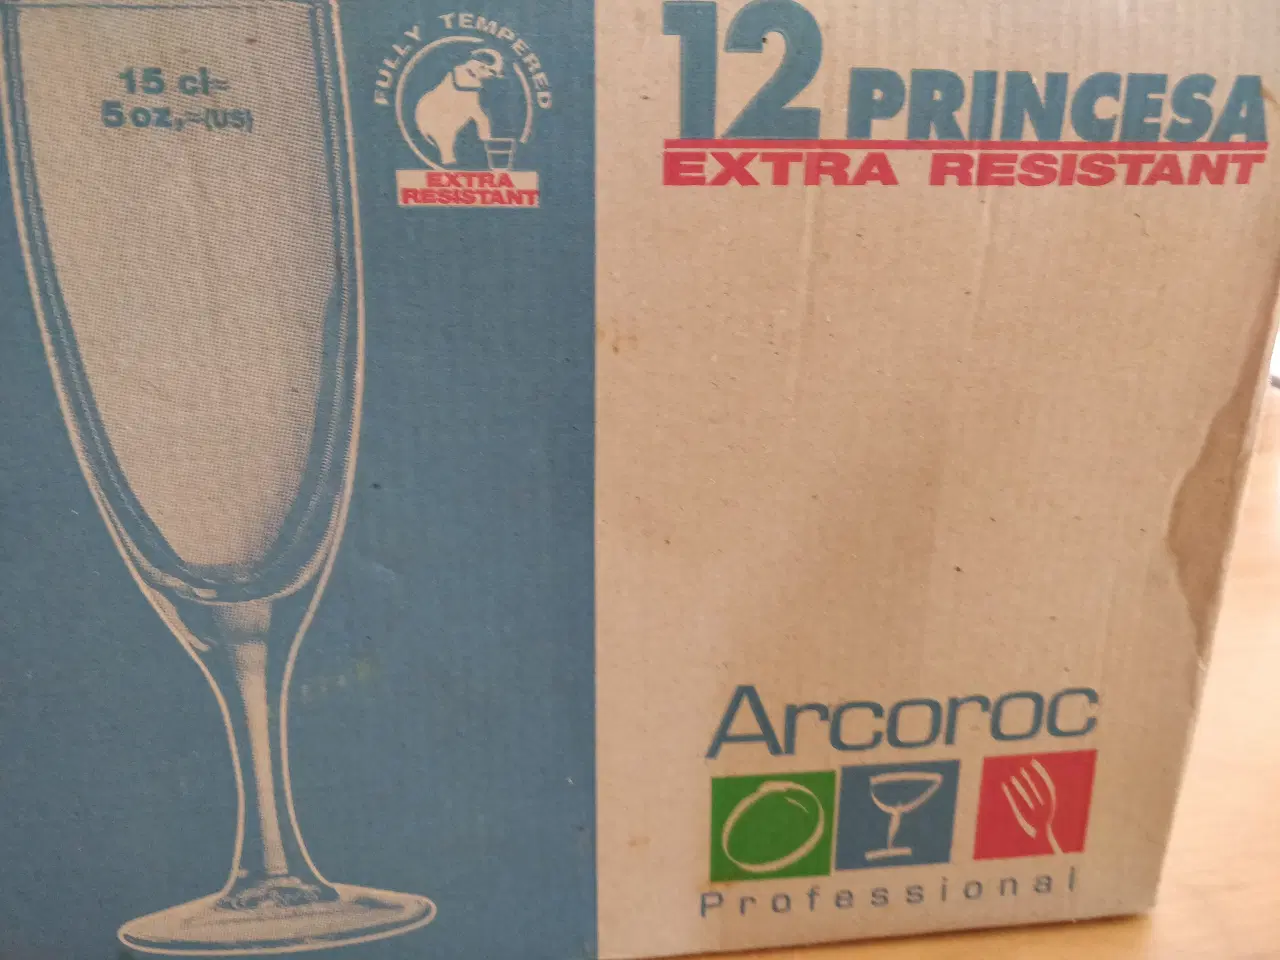 15 cl=
5 oz,=(US)
FULLY TEMPERED
EXTRA
RESISTANT
12 PRINCESA
EXTRA RESISTANT
Arcoroc
Professional